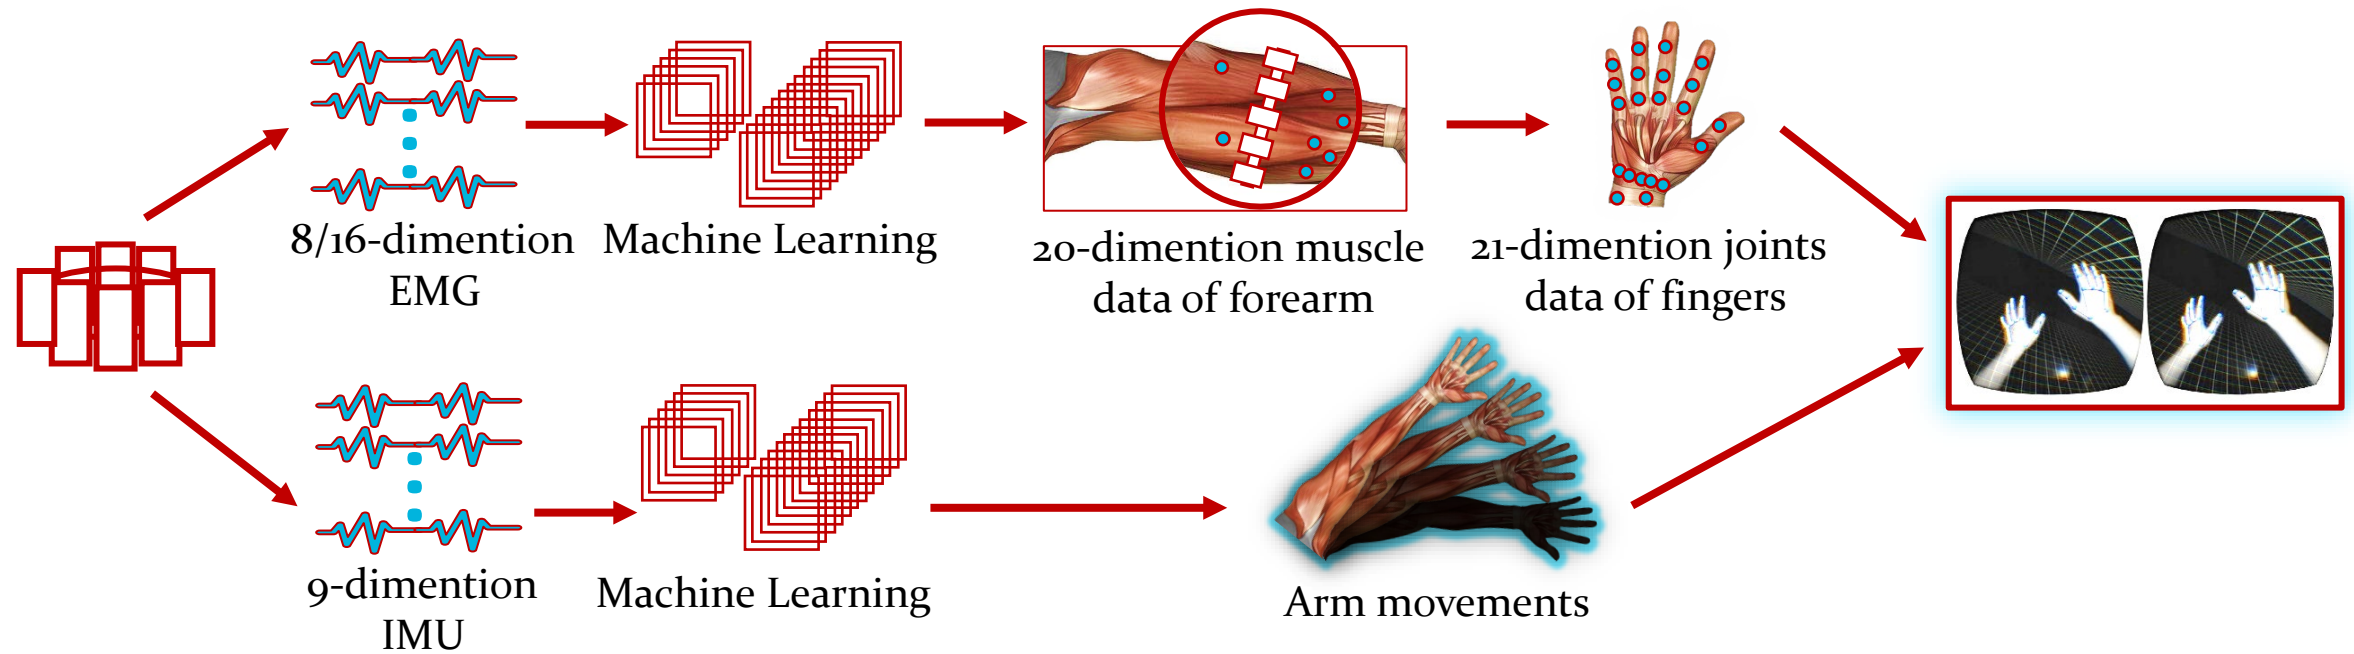 8/16-dimention
EMG
Machine Learning
20-dimention muscle
data of forearm
21-dimention joints
data of fingers
9-dimention
IMU
Machine Learning
Arm movements